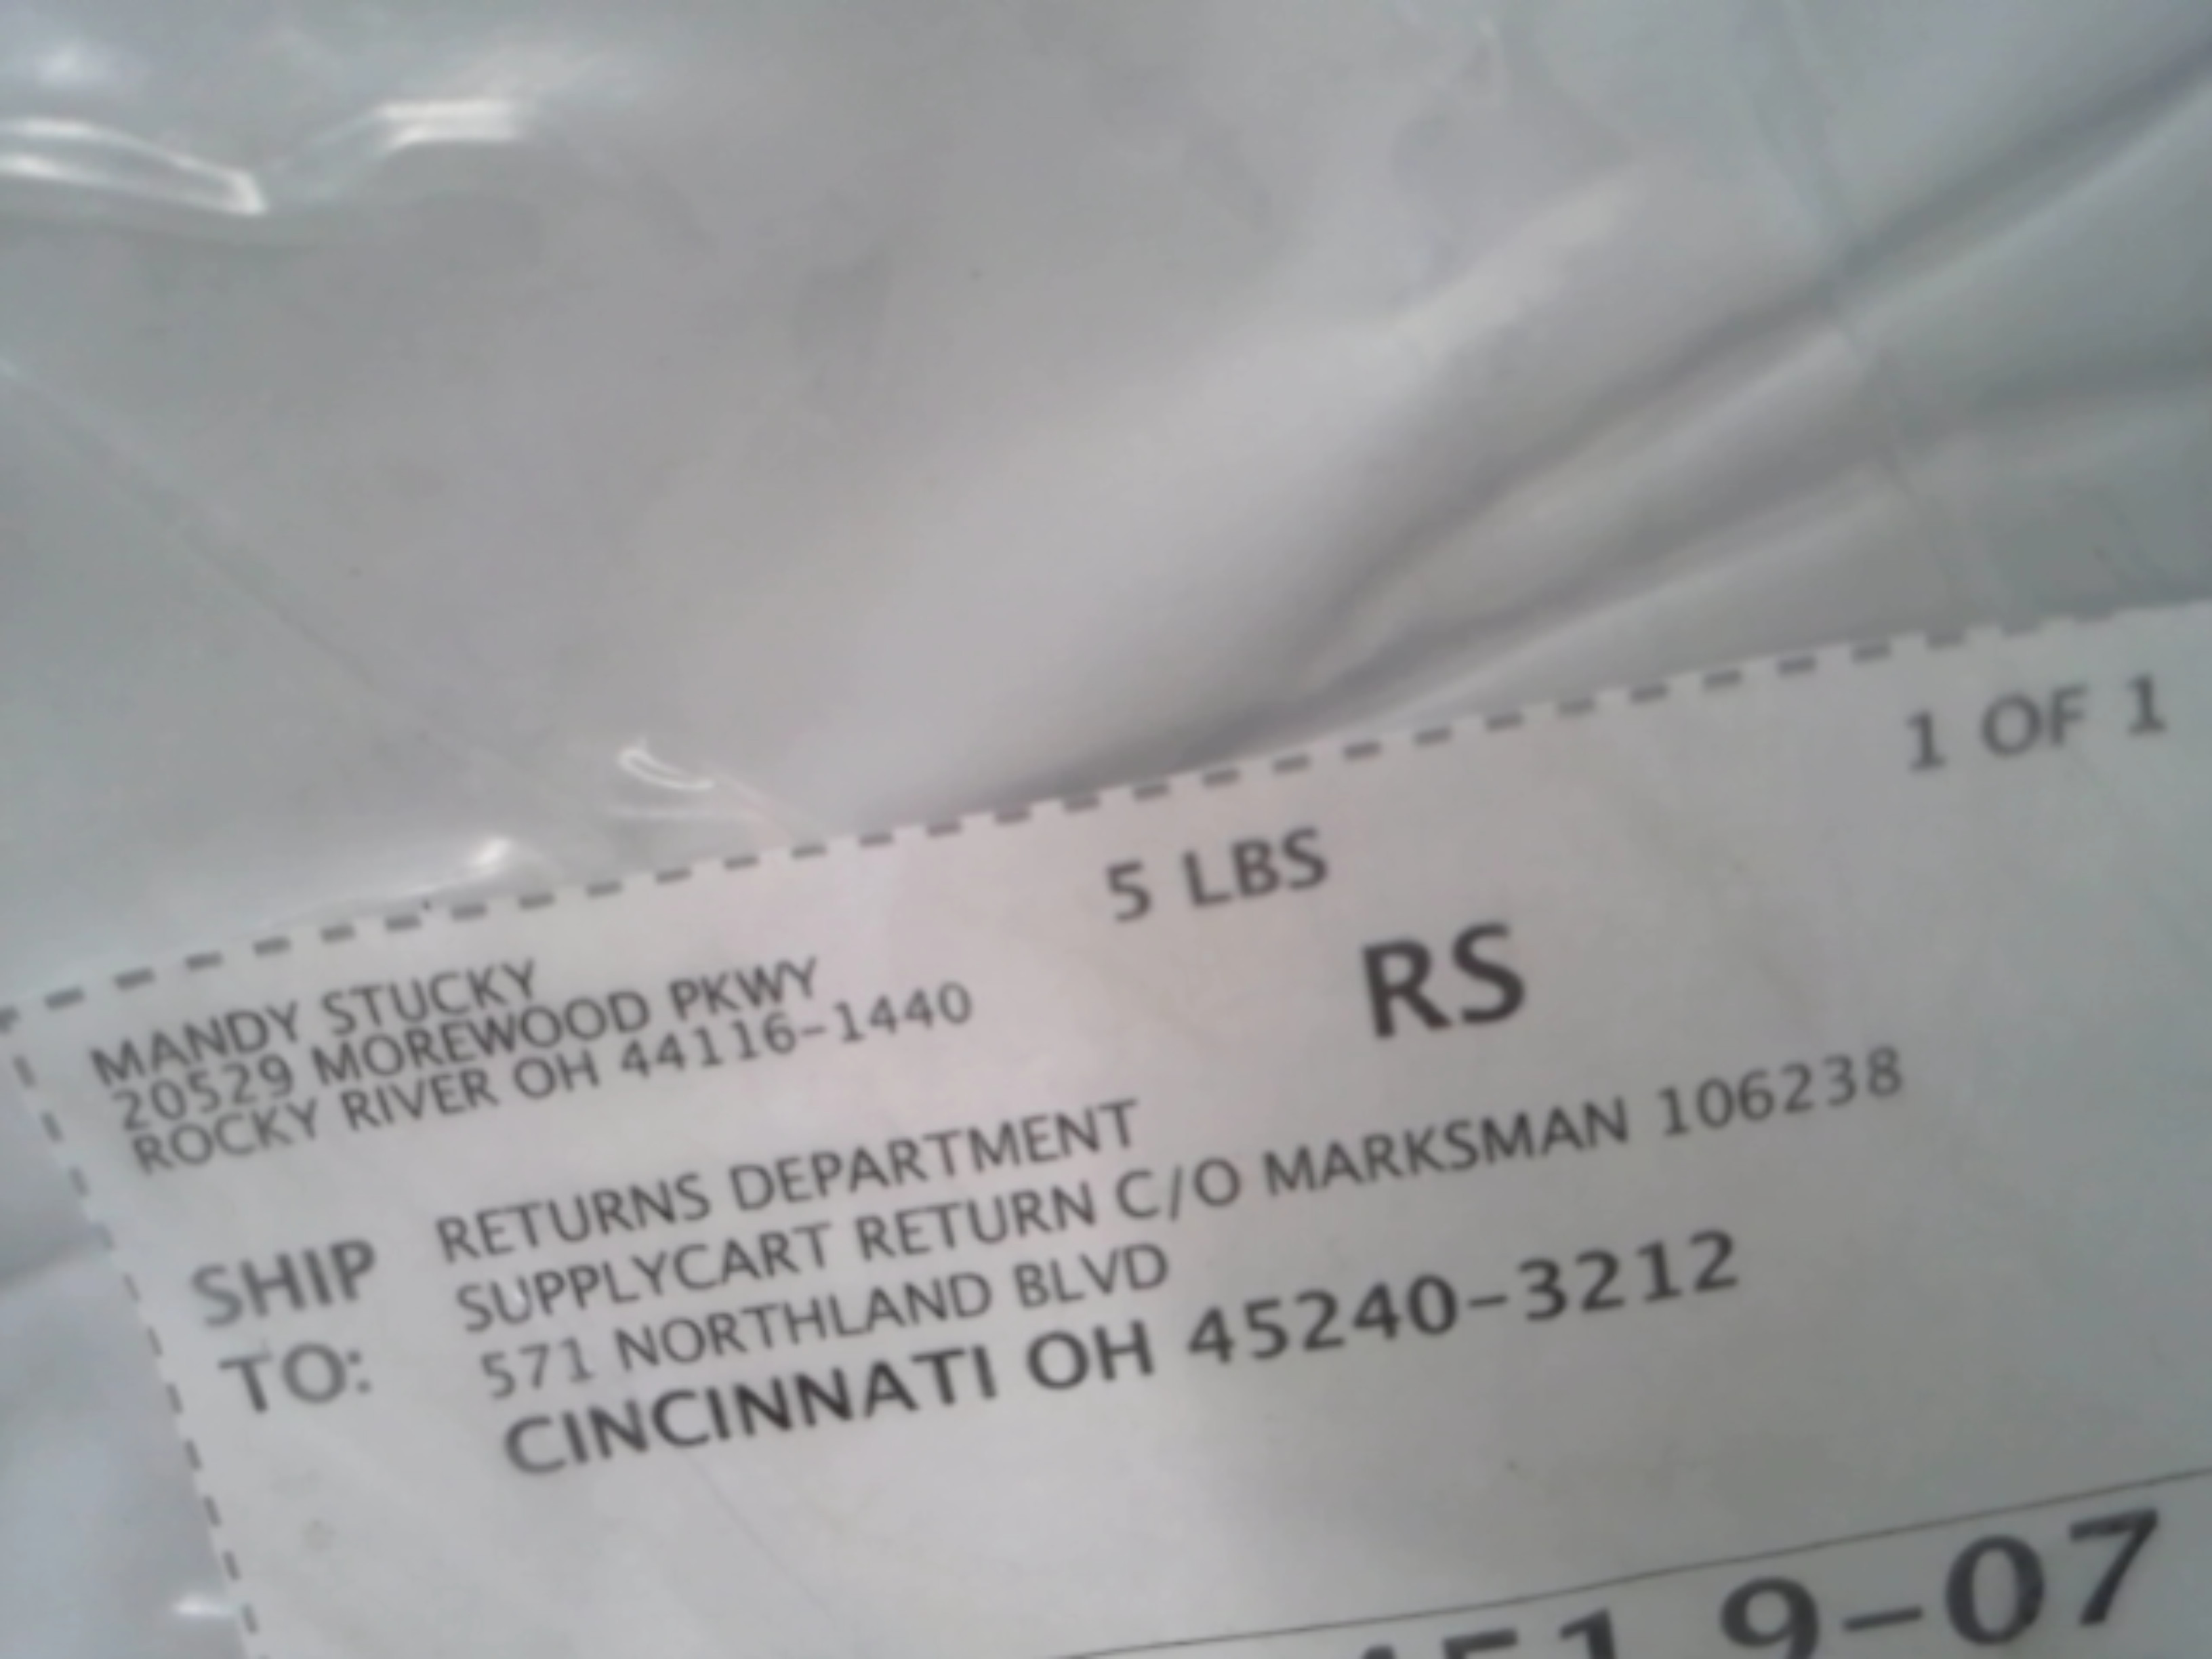 MANDY STUCKY
20529 MOREWOOD PKWY
ROCKY RIVER OH 44116-1440
5 LBS
1 OF 1
RS
SHIP TO:
RETURNS DEPARTMENT
SUPPLYCART RETURN C/O MARKSMAN 106238
571 NORTHLAND BLVD
CINCINNATI OH 45240-3212
9-07